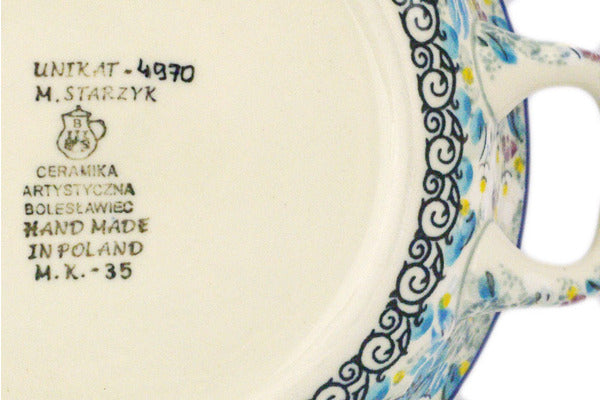 UNIKAT - 4970
M. STARZYK
B
CERAMIKA
ARTYSTYCZNA
BOLESŁAWIEC
HAND MADE
IN POLAND
M.K. - 35